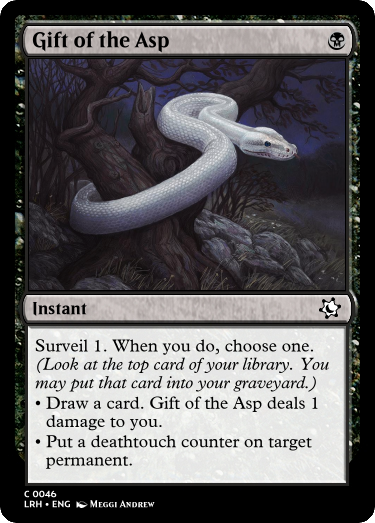 Gift of the Asp
Instant
Surveil 1. When you do, choose one.
(Look at the top card of your library. You
may put that card into your graveyard.)
• Draw a card. Gift of the Asp deals 1
damage to you.
• Put a deathtouch counter on target
permanent.
C 0046
LRH • ENG Meggi Andrew